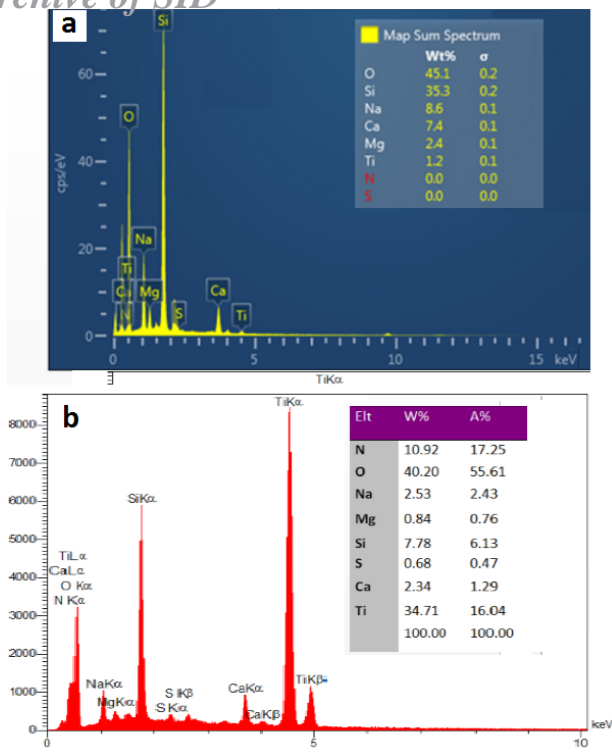 Archive of SID
a
Map Sum Spectrum
Wt% σ
O 45.1 0.2
Si 35.3 0.2
Na 8.6 0.1
Ca 7.4 0.1
Mg 2.4 0.1
Ti 1.2 0.1
N 0.0 0.0
S 0.0 0.0
Si
O
Na
Ti
Ca
Mg
N
S
Ca
Ti
cps/eV
60
40
20
0
0 5 10 15 keV
TiKα
b
TiKα
Elt W% A%
N 10.92 17.25
O 40.20 55.61
Na 2.53 2.43
Mg 0.84 0.76
Si 7.78 6.13
S 0.68 0.47
Ca 2.34 1.29
Ti 34.71 16.04
100.00 100.00
8000
7000
6000
5000
4000
3000
2000
1000
0
SiKα
TiLα
CaLα
O Kα
N Kα
NaKα
MgKα
S Kβ
S Kα
CaKα
CaKβ
TiKβ
0 5 10
keV